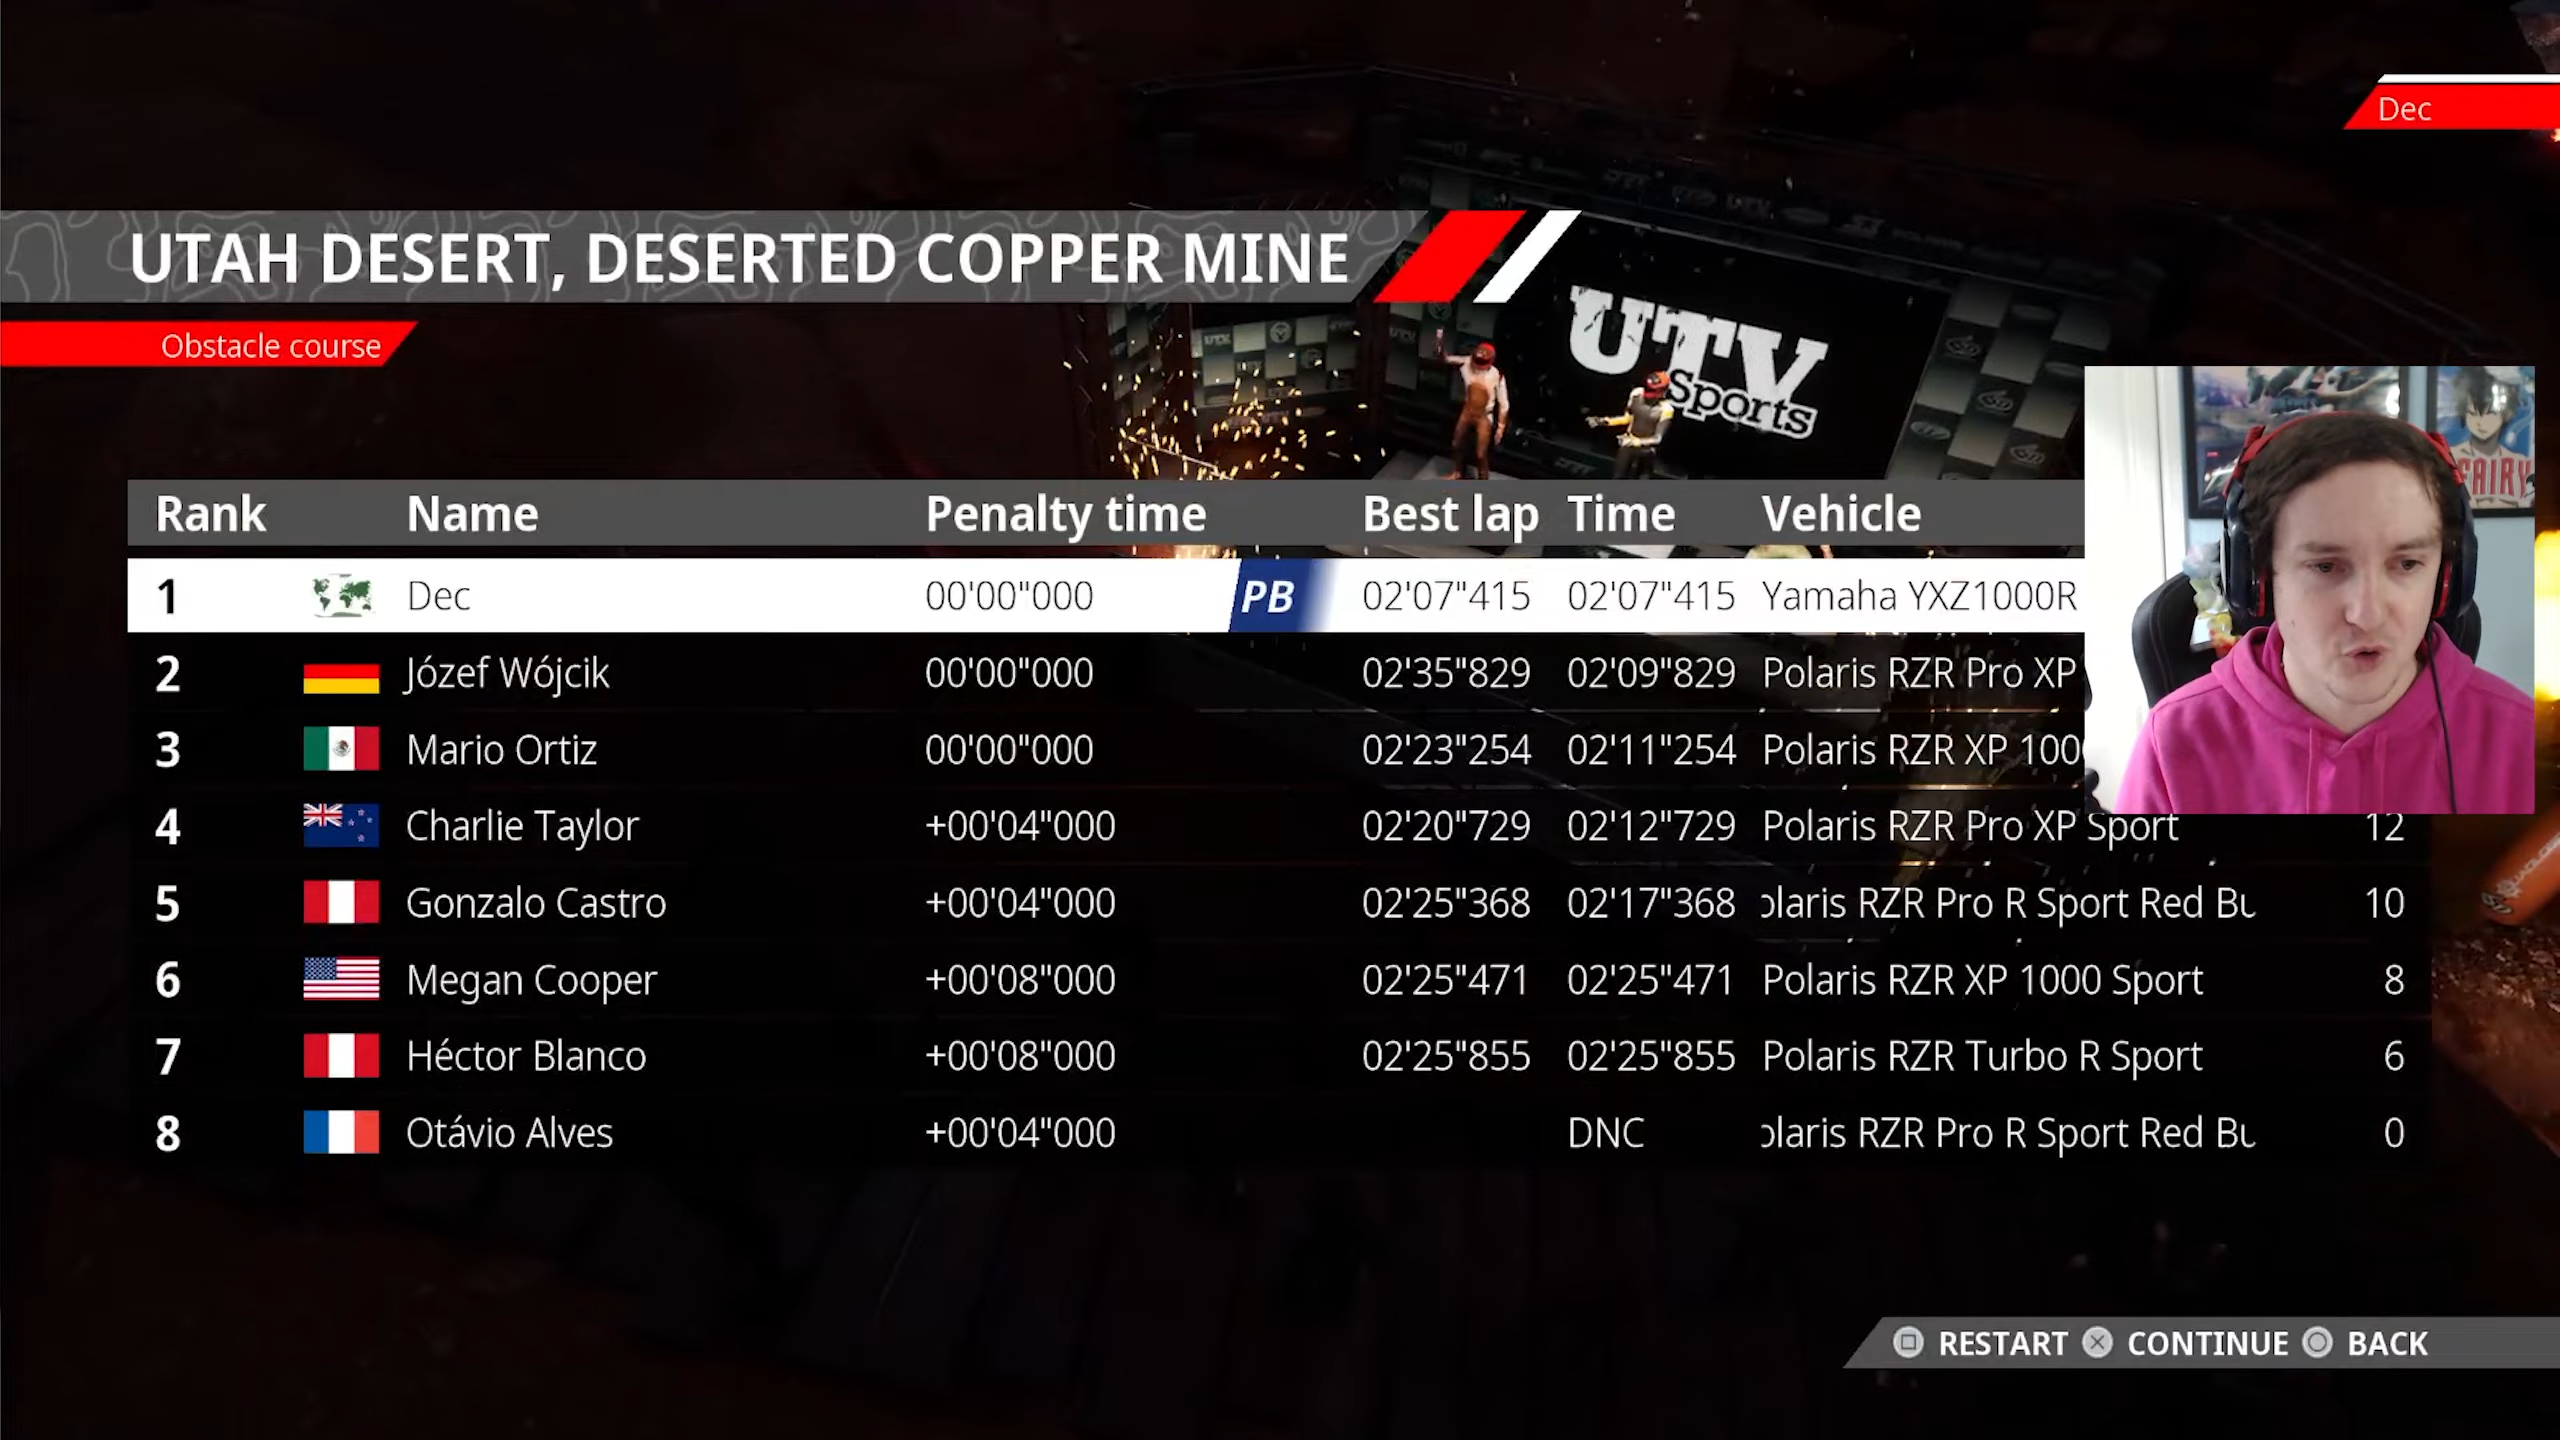 Dec
UTAH DESERT, DESERTED COPPER MINE
Obstacle course
UTV
Sports
FAIRY
Rank Name Penalty time Best lap Time Vehicle
1 Dec 00'00"000 PB 02'07"415 02'07"415 Yamaha YXZ1000R
2 Józef Wójcik 00'00"000 02'35"829 02'09"829 Polaris RZR Pro XP
3 Mario Ortiz 00'00"000 02'23"254 02'11"254 Polaris RZR XP 100
4 Charlie Taylor +00'04"000 02'20"729 02'12"729 Polaris RZR Pro XP Sport 12
5 Gonzalo Castro +00'04"000 02'25"368 02'17"368 olaris RZR Pro R Sport Red Bu 10
6 Megan Cooper +00'08"000 02'25"471 02'25"471 Polaris RZR XP 1000 Sport 8
7 Héctor Blanco +00'08"000 02'25"855 02'25"855 Polaris RZR Turbo R Sport 6
8 Otávio Alves +00'04"000 DNC olaris RZR Pro R Sport Red Bu 0
RESTART CONTINUE BACK